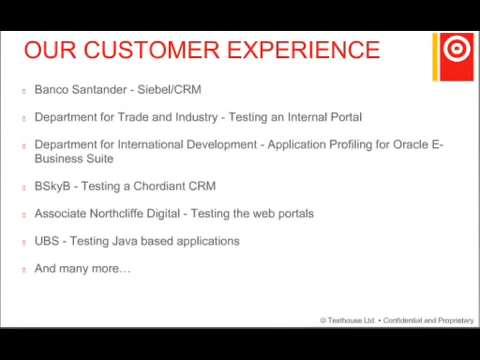 OUR CUSTOMER EXPERIENCE
Banco Santander - Siebel/CRM
Department for Trade and Industry - Testing an Internal Portal
Department for International Development - Application Profiling for Oracle E-
Business Suite
BSkyB - Testing a Chordiant CRM
Associate Northcliffe Digital - Testing the web portals
UBS - Testing Java based applications
And many more…
© Testhouse Ltd. • Confidential and Proprietary